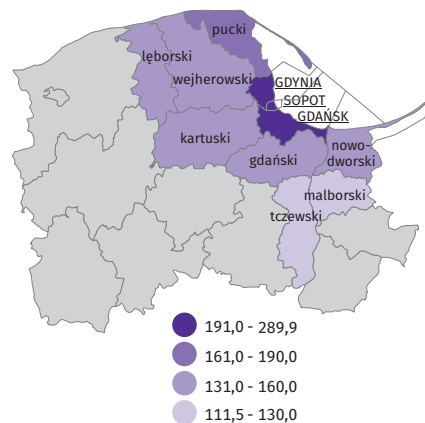 pucki
lęborski
wejherowski
GDYNIA
SOPOT
GDAŃSK
kartuski
nowo-
dworski
gdański
malborski
tczewski
191,0 - 289,9
161,0 - 190,0
131,0 - 160,0
111,5 - 130,0